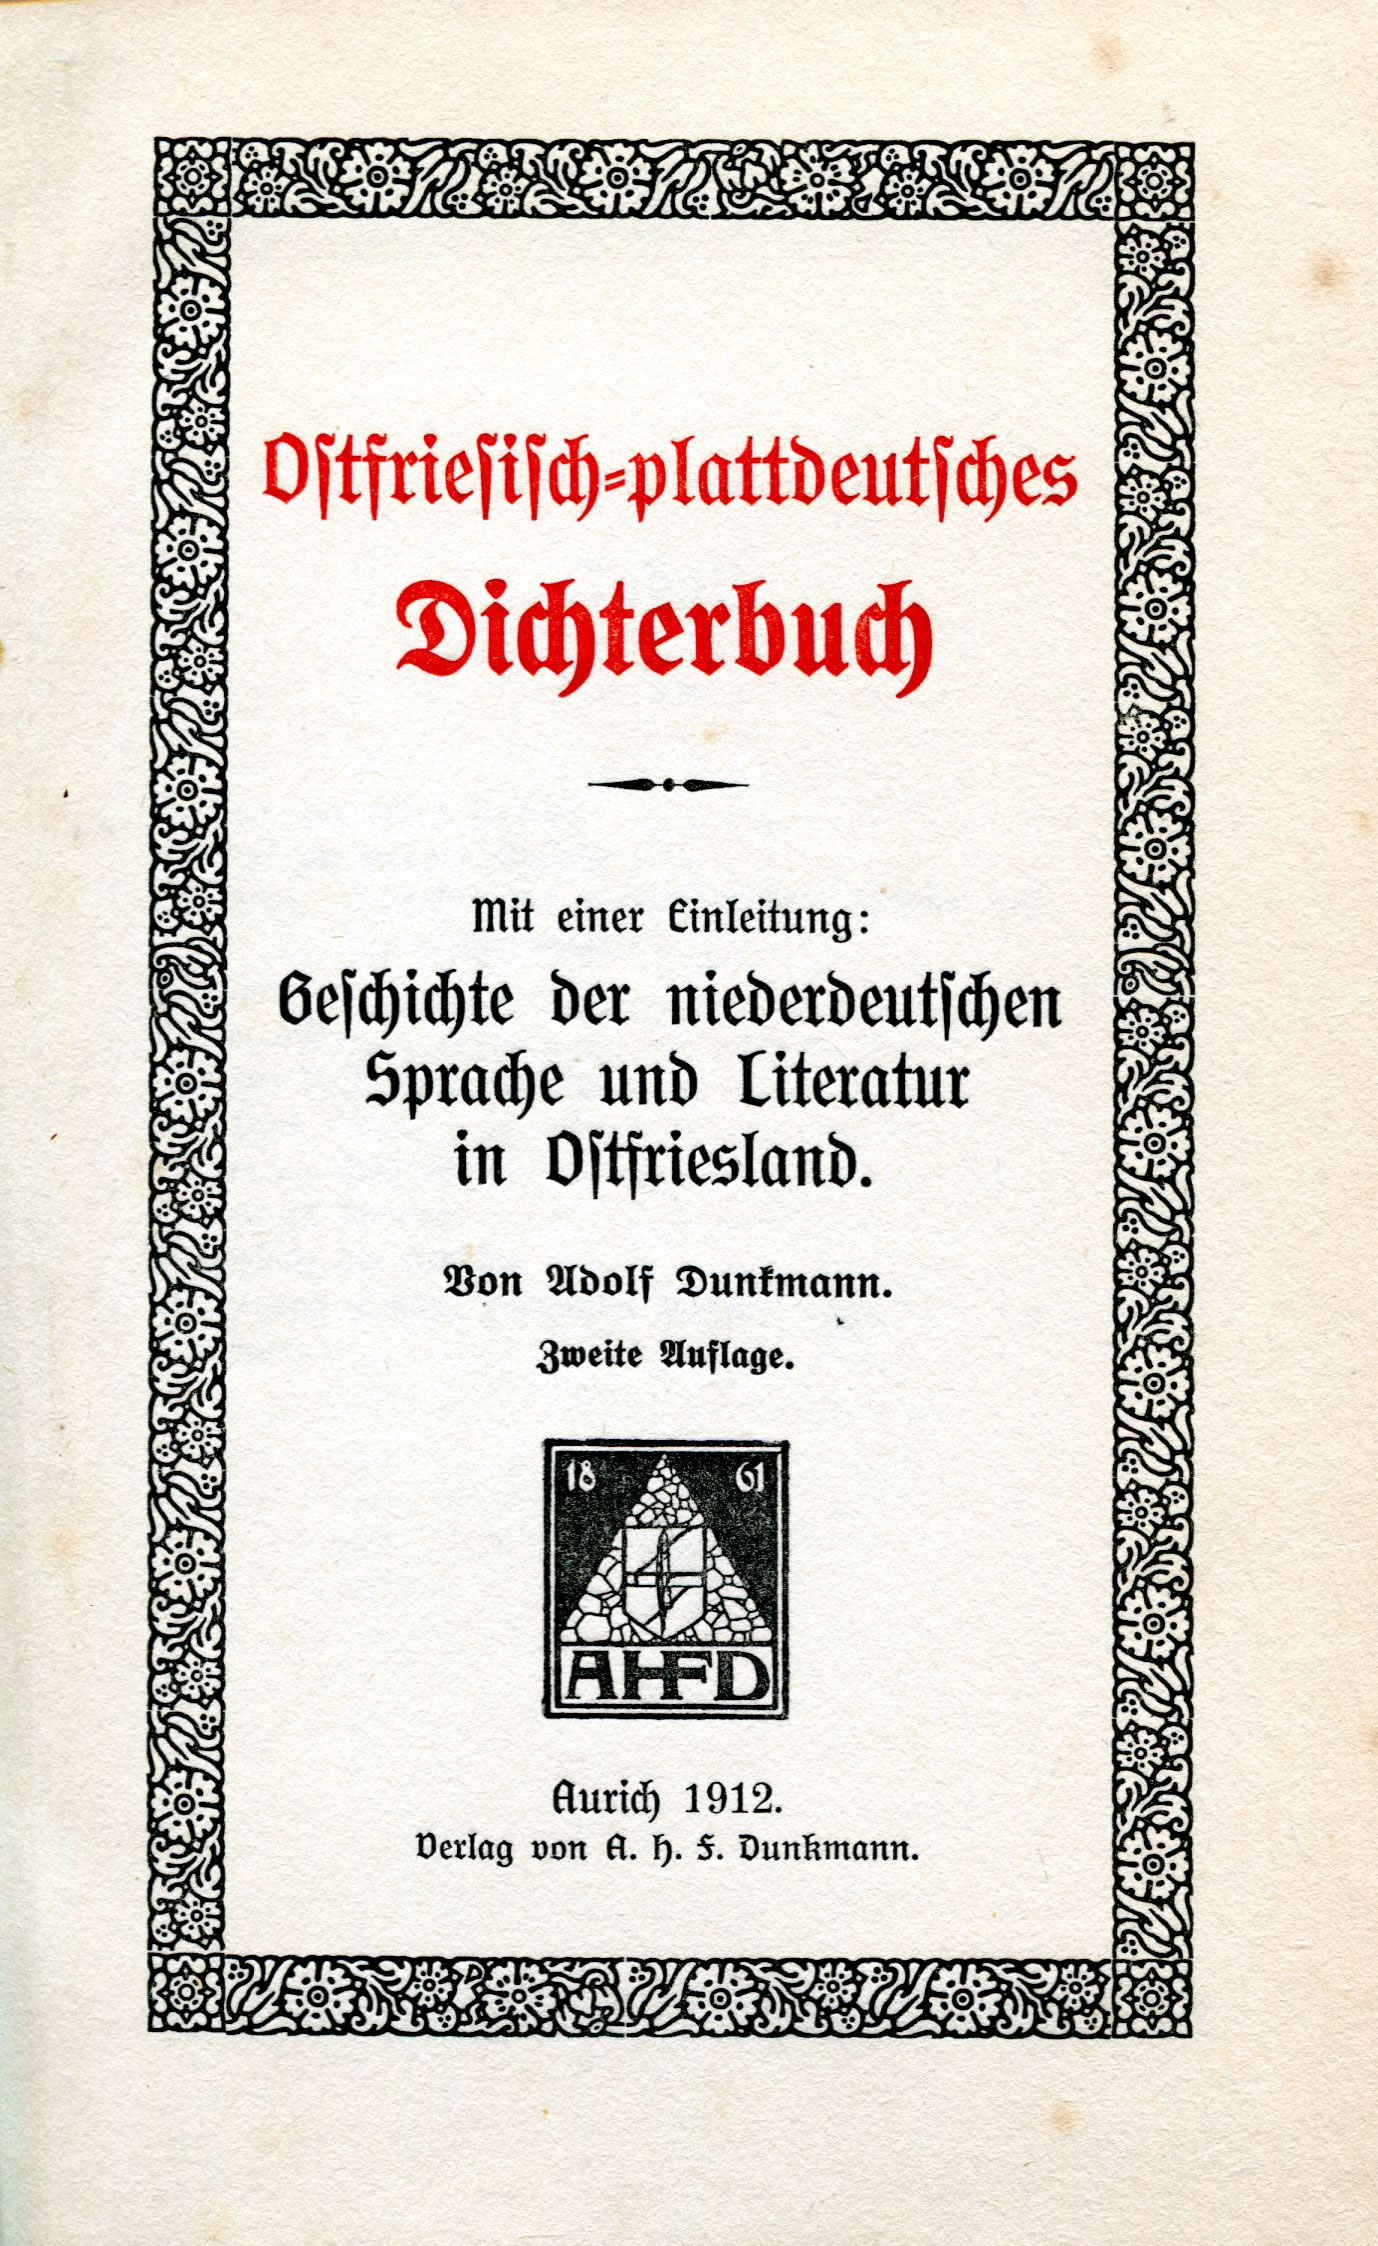 Oſtfrieſiſch-plattdeutſches
Dichterbuch
Mit einer Einleitung:
Geſchichte der niederdeutſchen
Sprache und Literatur
in Oſtfriesland.
Von Adolf Dunkmann.
Zweite Auflage.
18 61
AHFD
Aurich 1912.
Verlag von A. H. F. Dunkmann.